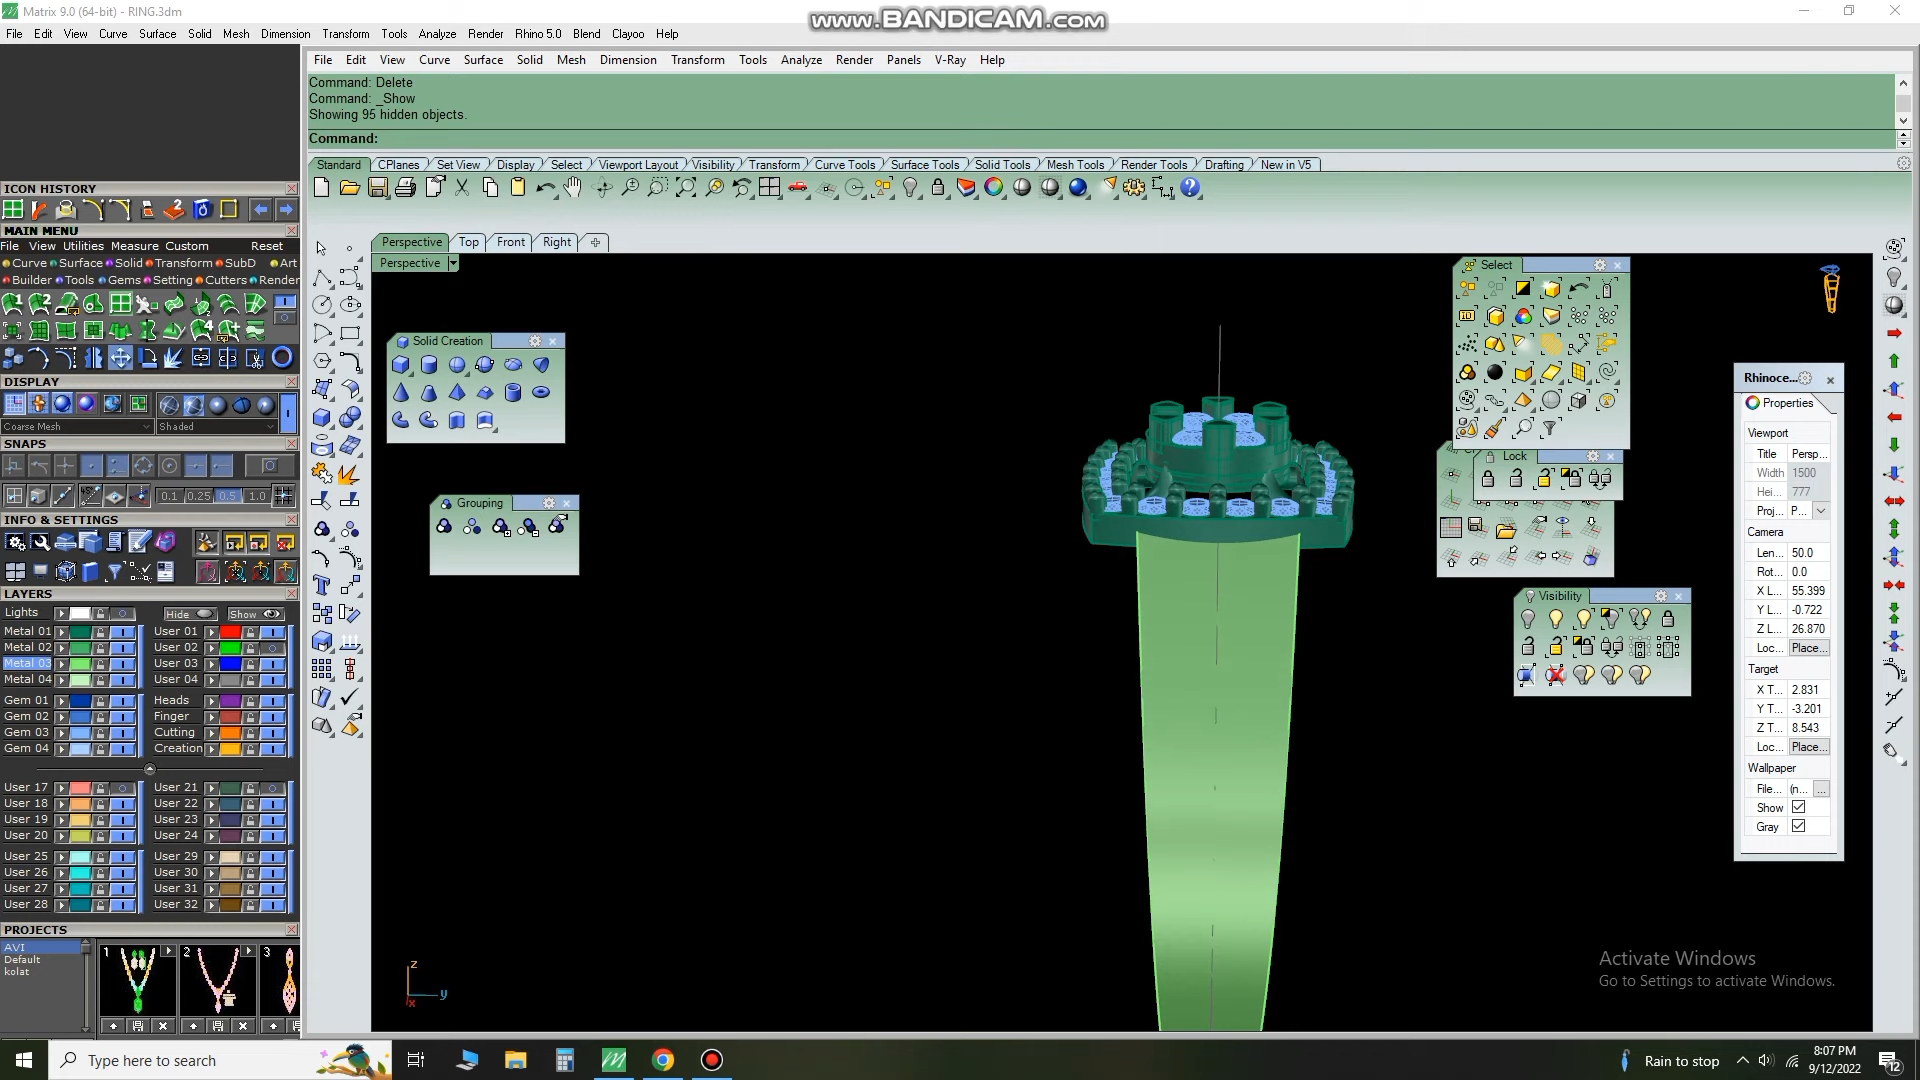 Matrix 9.0 (64-bit) - RING.3dm
www.BANDICAM.com
File Edit View Curve Surface Solid Mesh Dimension Transform Tools Analyze Render Rhino 5.0 Blend Clayoo Help
File Edit View Curve Surface Solid Mesh Dimension Transform Tools Analyze Render Panels V-Ray Help
Command: Delete
Command: _Show
Showing 95 hidden objects.
Command:
Standard CPlanes Set View Display Select Viewport Layout Visibility Transform Curve Tools Surface Tools Solid Tools Mesh Tools Render Tools Drafting New in V5
ICON HISTORY
MAIN MENU
File View Utilities Measure Custom Reset
Curve Surface Solid Transform SubD Art
Builder Tools Gems Setting Cutters Render
DISPLAY
Coarse Mesh Shaded
SNAPS
0.1 0.25 0.5 1.0
INFO & SETTINGS
LAYERS
Lights Hide Show
Metal 01 User 01
Metal 02 User 02
Metal 03 User 03
Metal 04 User 04
Gem 01 Heads
Gem 02 Finger
Gem 03 Cutting
Gem 04 Creation
User 17 User 21
User 18 User 22
User 19 User 23
User 20 User 24
User 25 User 29
User 26 User 30
User 27 User 31
User 28 User 32
PROJECTS
AVI
Default
kolat
1 2 3
Perspective Top Front Right
Perspective
Solid Creation
Grouping
Select
Lock
Visibility
Rhinoce...
Properties
Viewport
Title Persp...
Width 1500
Hei... 777
Proj... P...
Camera
Len... 50.0
Rot... 0.0
X L... 55.399
Y L... -0.722
Z L... 26.870
Loc... Place...
Target
X T... 2.831
Y T... -3.201
Z T... 8.543
Loc... Place...
Wallpaper
File... (n... ...
Show
Gray
z
y
x
Activate Windows
Go to Settings to activate Windows.
Type here to search
Rain to stop
8:07 PM
9/12/2022
12